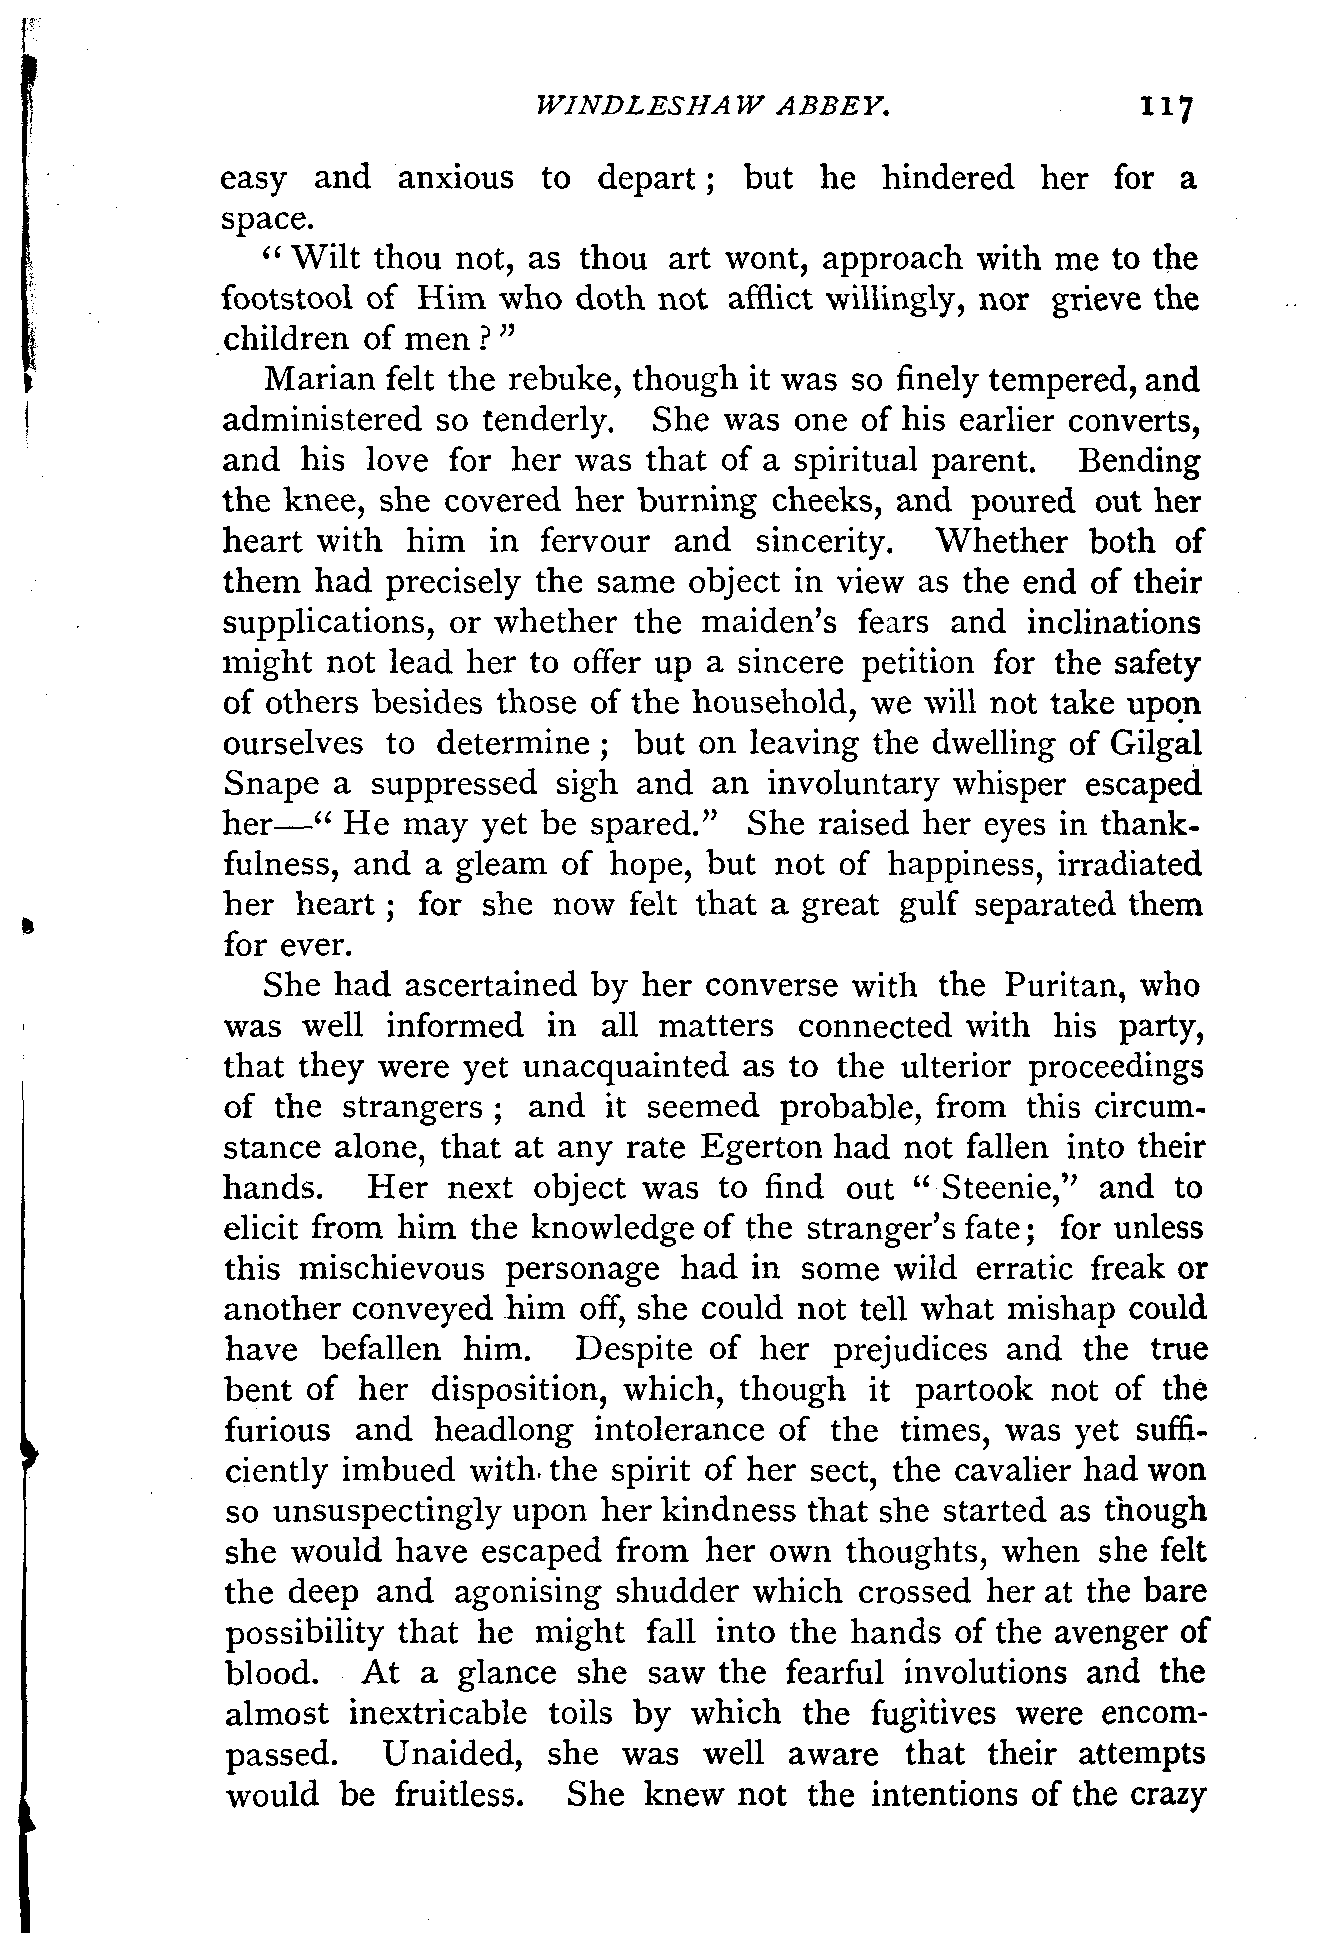 WINDLESHAW ABBEY. 117
easy and anxious to depart ; but he hindered her for a
space.
“ Wilt thou not, as thou art wont, approach with me to the
footstool of Him who doth not afflict willingly, nor grieve the
children of men ? ”
Marian felt the rebuke, though it was so finely tempered, and
administered so tenderly. She was one of his earlier converts,
and his love for her was that of a spiritual parent. Bending
the knee, she covered her burning cheeks, and poured out her
heart with him in fervour and sincerity. Whether both of
them had precisely the same object in view as the end of their
supplications, or whether the maiden’s fears and inclinations
might not lead her to offer up a sincere petition for the safety
of others besides those of the household, we will not take upon
ourselves to determine ; but on leaving the dwelling of Gilgal
Snape a suppressed sigh and an involuntary whisper escaped
her—“ He may yet be spared.” She raised her eyes in thank-
fulness, and a gleam of hope, but not of happiness, irradiated
her heart ; for she now felt that a great gulf separated them
for ever.
She had ascertained by her converse with the Puritan, who
was well informed in all matters connected with his party,
that they were yet unacquainted as to the ulterior proceedings
of the strangers ; and it seemed probable, from this circum-
stance alone, that at any rate Egerton had not fallen into their
hands. Her next object was to find out “ Steenie,” and to
elicit from him the knowledge of the stranger’s fate ; for unless
this mischievous personage had in some wild erratic freak or
another conveyed him off, she could not tell what mishap could
have befallen him. Despite of her prejudices and the true
bent of her disposition, which, though it partook not of the
furious and headlong intolerance of the times, was yet suffi-
ciently imbued with the spirit of her sect, the cavalier had won
so unsuspectingly upon her kindness that she started as though
she would have escaped from her own thoughts, when she felt
the deep and agonising shudder which crossed her at the bare
possibility that he might fall into the hands of the avenger of
blood. At a glance she saw the fearful involutions and the
almost inextricable toils by which the fugitives were encom-
passed. Unaided, she was well aware that their attempts
would be fruitless. She knew not the intentions of the crazy